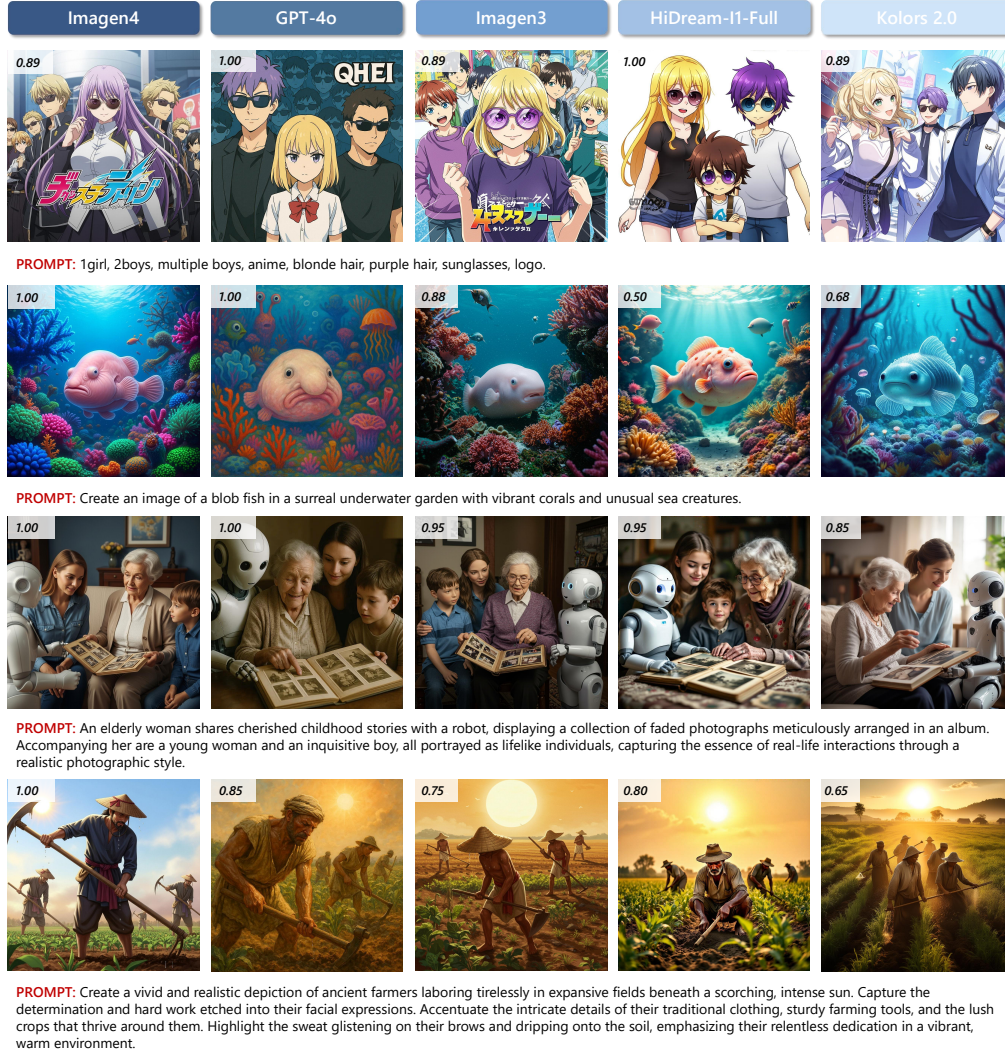 Imagen4
GPT-4o
Imagen3
HiDream-I1-Full
Kolors 2.0
0.89
1.00
0.89
1.00
0.89
QHEI
PROMPT: 1girl, 2boys, multiple boys, anime, blonde hair, purple hair, sunglasses, logo.
1.00
1.00
0.88
0.50
0.68
PROMPT: Create an image of a blob fish in a surreal underwater garden with vibrant corals and unusual sea creatures.
1.00
1.00
0.95
0.95
0.85
PROMPT: An elderly woman shares cherished childhood stories with a robot, displaying a collection of faded photographs meticulously arranged in an album.
Accompanying her are a young woman and an inquisitive boy, all portrayed as lifelike individuals, capturing the essence of real-life interactions through a
realistic photographic style.
1.00
0.85
0.75
0.80
0.65
PROMPT: Create a vivid and realistic depiction of ancient farmers laboring tirelessly in expansive fields beneath a scorching, intense sun. Capture the
determination and hard work etched into their facial expressions. Accentuate the intricate details of their traditional clothing, sturdy farming tools, and the lush
crops that thrive around them. Highlight the sweat glistening on their brows and dripping onto the soil, emphasizing their relentless dedication in a vibrant,
warm environment.